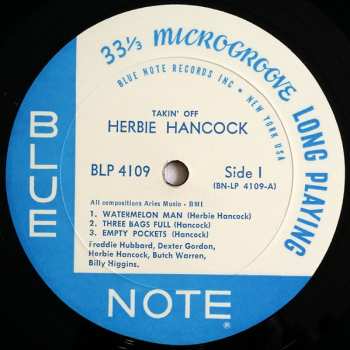 33⅓ MICROGROOVE LONG PLAYING
BLUE NOTE RECORDS INC • NEW YORK USA
TAKIN' OFF
HERBIE HANCOCK
BLP 4109
Side 1
(BN-LP 4109-A)
All compositions Aries Music - BMI
1. WATERMELON MAN (Herbie Hancock)
2. THREE BAGS FULL (Hancock)
3. EMPTY POCKETS (Hancock)
Freddie Hubbard, Dexter Gordon,
Herbie Hancock, Butch Warren,
Billy Higgins.
BLUE
NOTE
®